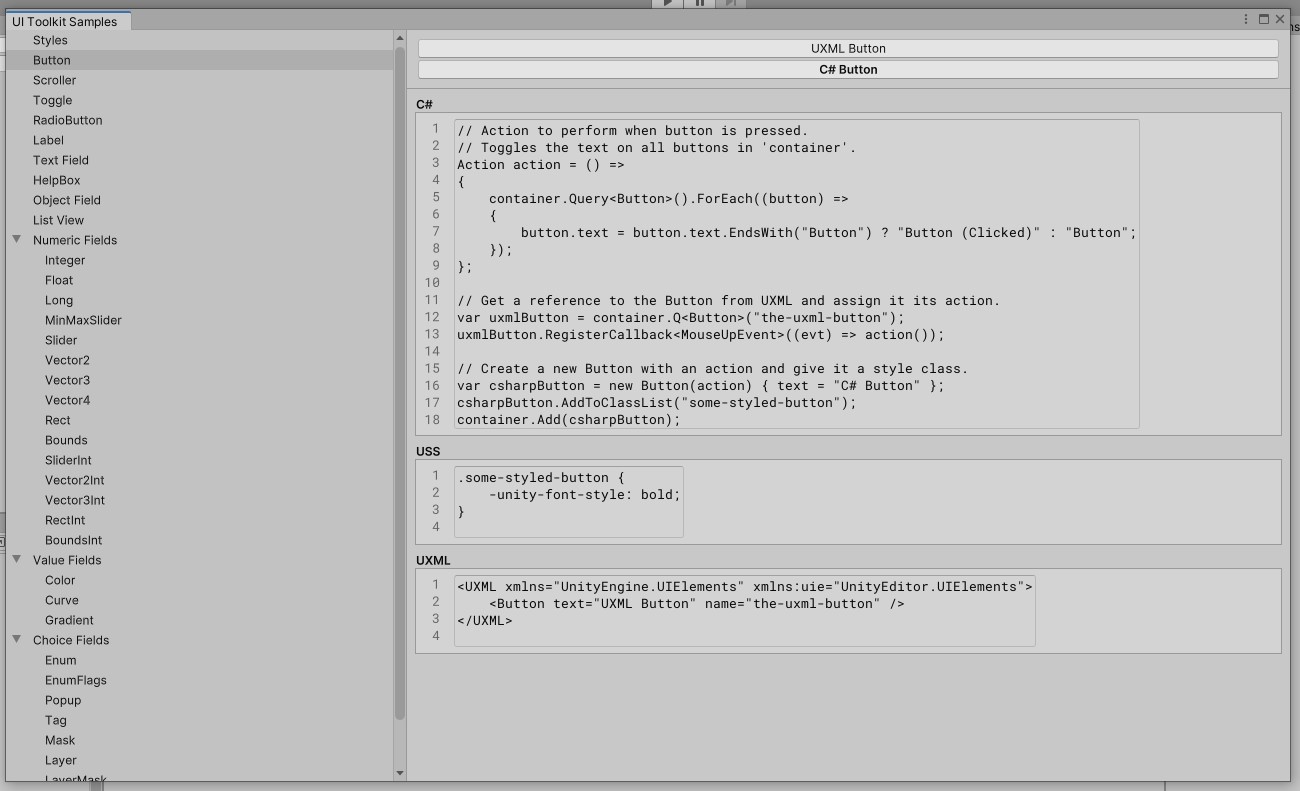 UI Toolkit Samples
Styles
Button
Scroller
Toggle
RadioButton
Label
Text Field
HelpBox
Object Field
List View
Numeric Fields
Integer
Float
Long
MinMaxSlider
Slider
Vector2
Vector3
Vector4
Rect
Bounds
SliderInt
Vector2Int
Vector3Int
RectInt
BoundsInt
Value Fields
Color
Curve
Gradient
Choice Fields
Enum
EnumFlags
Popup
Tag
Mask
Layer
LayerMask
UXML Button
C# Button
C#
1 // Action to perform when button is pressed.
2 // Toggles the text on all buttons in 'container'.
3 Action action = () =>
4 {
5     container.Query<Button>().ForEach((button) =>
6     {
7         button.text = button.text.EndsWith("Button") ? "Button (Clicked)" : "Button";
8     });
9 };
10
11 // Get a reference to the Button from UXML and assign it its action.
12 var uxmlButton = container.Q<Button>("the-uxml-button");
13 uxmlButton.RegisterCallback<MouseUpEvent>((evt) => action());
14
15 // Create a new Button with an action and give it a style class.
16 var csharpButton = new Button(action) { text = "C# Button" };
17 csharpButton.AddToClassList("some-styled-button");
18 container.Add(csharpButton);
USS
1 .some-styled-button {
2     -unity-font-style: bold;
3 }
4
UXML
1 <UXML xmlns="UnityEngine.UIElements" xmlns:uie="UnityEditor.UIElements">
2     <Button text="UXML Button" name="the-uxml-button" />
3 </UXML>
4